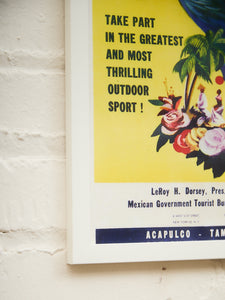 TAKE PART
IN THE GREATEST
AND MOST
THRILLING
OUTDOOR
SPORT !
LeRoy H. Dorsey, Pres
Mexican Government Tourist Bu
ACAPULCO - TAM